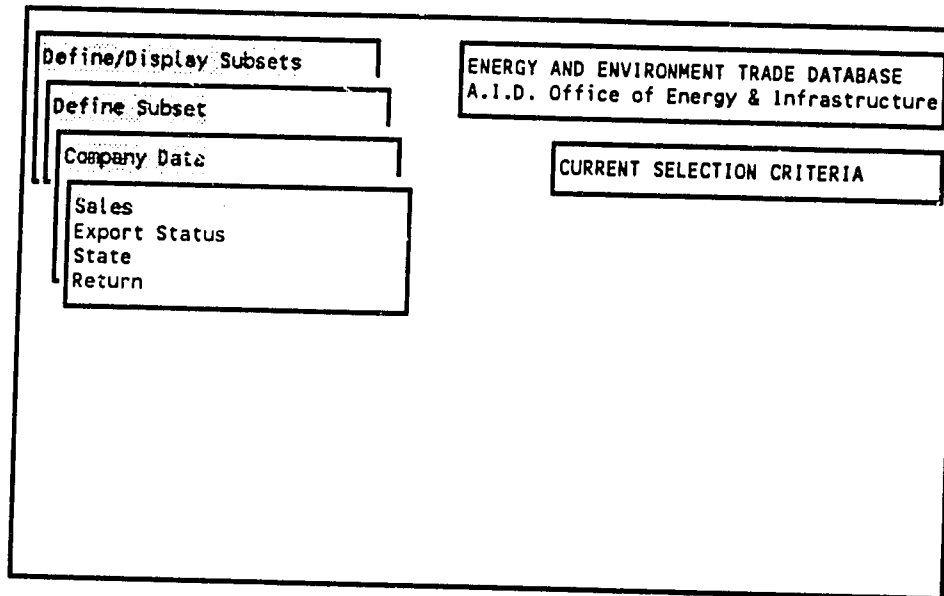 Define/Display Subsets
Define Subset
Company Data
Sales
Export Status
State
Return
ENERGY AND ENVIRONMENT TRADE DATABASE
A.I.D. Office of Energy & Infrastructure
CURRENT SELECTION CRITERIA